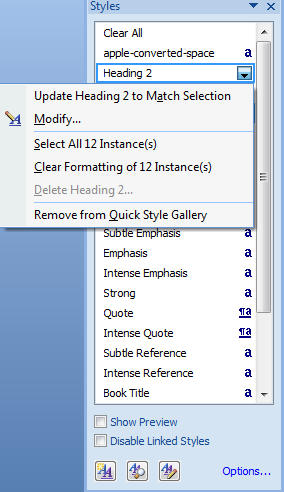 Styles
Clear All
apple-converted-space a
Heading 2
Update Heading 2 to Match Selection
Modify...
Select All 12 Instance(s)
Clear Formatting of 12 Instance(s)
Delete Heading 2...
Remove from Quick Style Gallery
Subtle Emphasis a
Emphasis a
Intense Emphasis a
Strong a
Quote ¶a
Intense Quote ¶a
Subtle Reference a
Intense Reference a
Book Title a
Show Preview
Disable Linked Styles
Options...